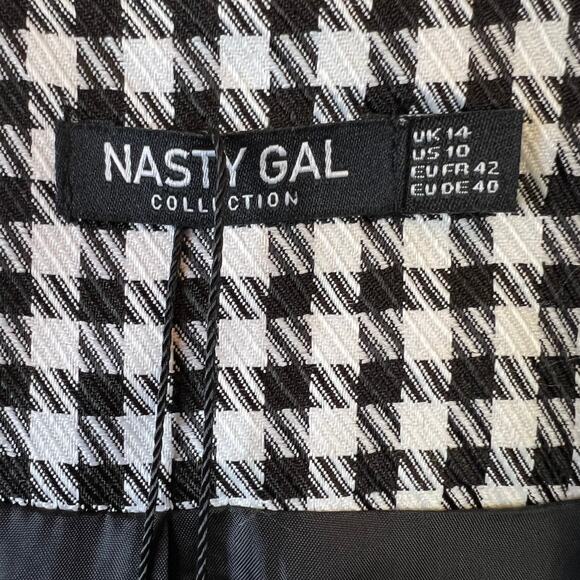 NASTY GAL
COLLECTION
UK 14
US 10
EU FR 42
EU DE 40